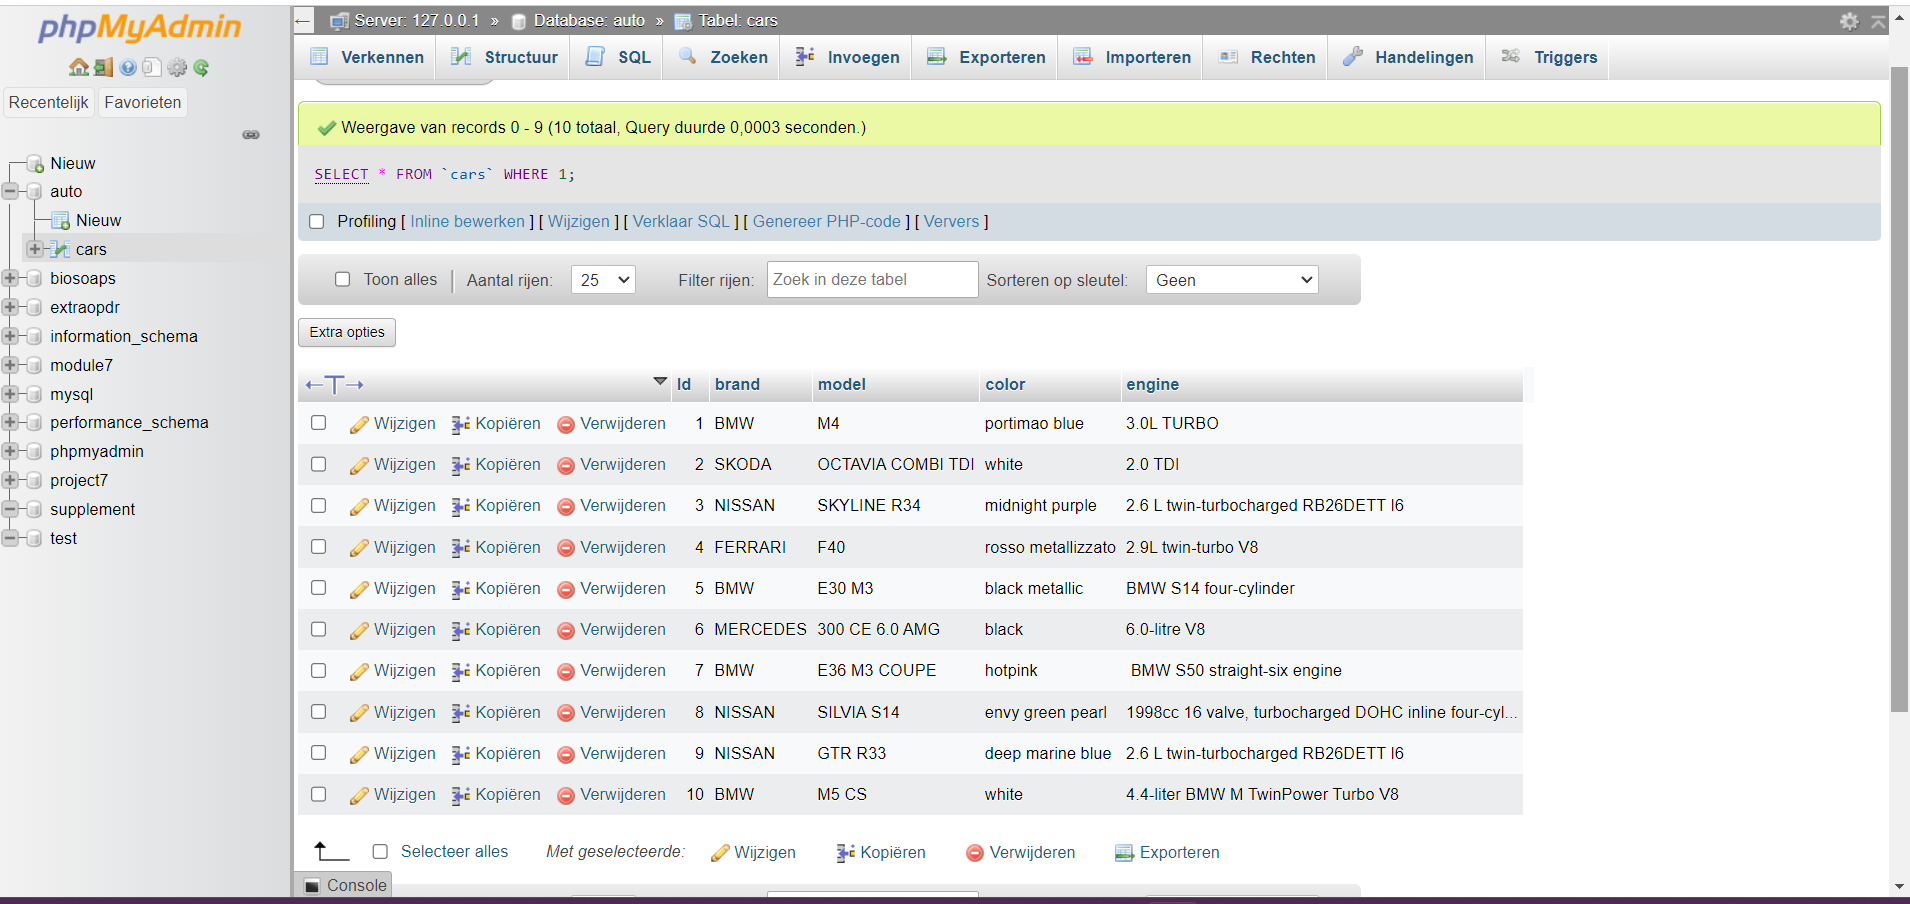 phpMyAdmin
Recentelijk Favorieten
Nieuw
auto
Nieuw
cars
biosoaps
extraopdr
information_schema
module7
mysql
performance_schema
phpmyadmin
project7
supplement
test
Server: 127.0.0.1 » Database: auto » Tabel: cars
Verkennen Structuur SQL Zoeken Invoegen Exporteren Importeren Rechten Handelingen Triggers
Weergave van records 0 - 9 (10 totaal, Query duurde 0,0003 seconden.)
SELECT * FROM `cars` WHERE 1;
Profiling [ Inline bewerken ] [ Wijzigen ] [ Verklaar SQL ] [ Genereer PHP-code ] [ Ververs ]
Toon alles Aantal rijen: 25 Filter rijen: Zoek in deze tabel Sorteren op sleutel: Geen
Extra opties
←T→ Id brand model color engine
Wijzigen Kopiëren Verwijderen 1 BMW M4 portimao blue 3.0L TURBO
Wijzigen Kopiëren Verwijderen 2 SKODA OCTAVIA COMBI TDI white 2.0 TDI
Wijzigen Kopiëren Verwijderen 3 NISSAN SKYLINE R34 midnight purple 2.6 L twin-turbocharged RB26DETT I6
Wijzigen Kopiëren Verwijderen 4 FERRARI F40 rosso metallizzato 2.9L twin-turbo V8
Wijzigen Kopiëren Verwijderen 5 BMW E30 M3 black metallic BMW S14 four-cylinder
Wijzigen Kopiëren Verwijderen 6 MERCEDES 300 CE 6.0 AMG black 6.0-litre V8
Wijzigen Kopiëren Verwijderen 7 BMW E36 M3 COUPE hotpink BMW S50 straight-six engine
Wijzigen Kopiëren Verwijderen 8 NISSAN SILVIA S14 envy green pearl 1998cc 16 valve, turbocharged DOHC inline four-cyl...
Wijzigen Kopiëren Verwijderen 9 NISSAN GTR R33 deep marine blue 2.6 L twin-turbocharged RB26DETT I6
Wijzigen Kopiëren Verwijderen 10 BMW M5 CS white 4.4-liter BMW M TwinPower Turbo V8
Selecteer alles Met geselecteerde: Wijzigen Kopiëren Verwijderen Exporteren
Console